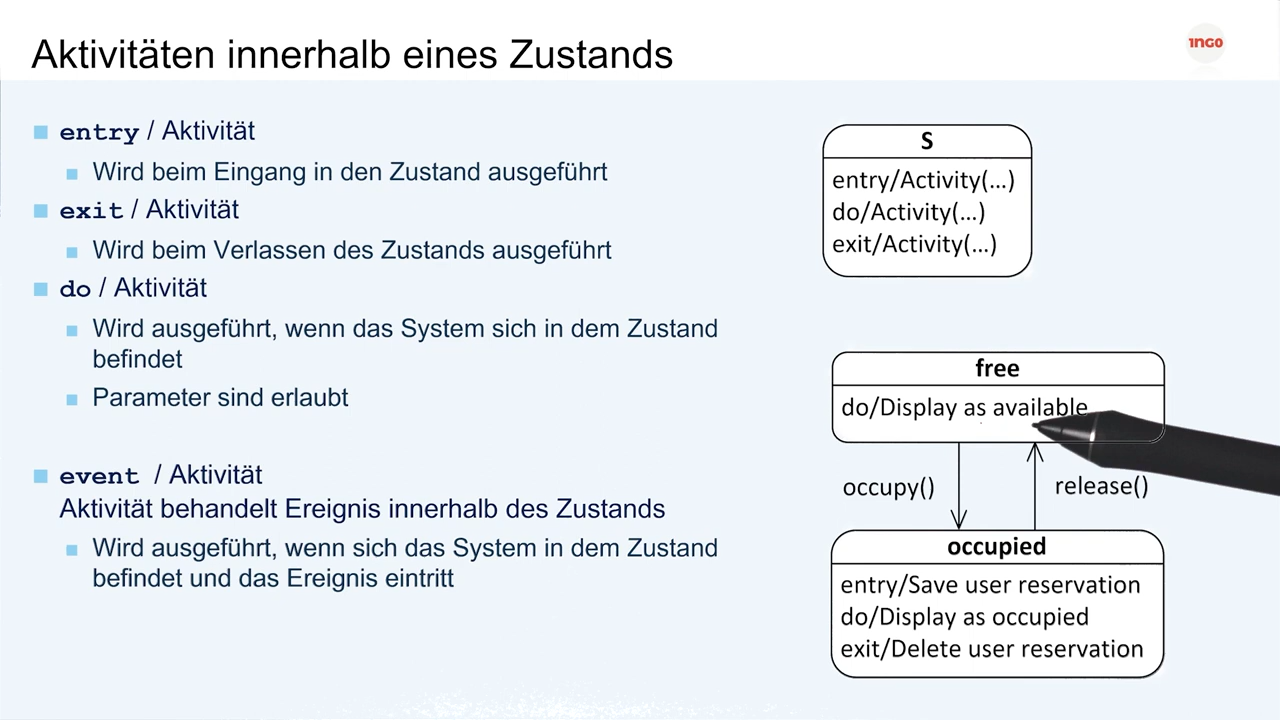 Aktivitäten innerhalb eines Zustands
1NGO
entry / Aktivität
Wird beim Eingang in den Zustand ausgeführt
exit / Aktivität
Wird beim Verlassen des Zustands ausgeführt
do / Aktivität
Wird ausgeführt, wenn das System sich in dem Zustand
befindet
Parameter sind erlaubt
event / Aktivität
Aktivität behandelt Ereignis innerhalb des Zustands
Wird ausgeführt, wenn sich das System in dem Zustand
befindet und das Ereignis eintritt
S
entry/Activity(...)
do/Activity(...)
exit/Activity(...)
free
do/Display as available
occupy()
release()
occupied
entry/Save user reservation
do/Display as occupied
exit/Delete user reservation